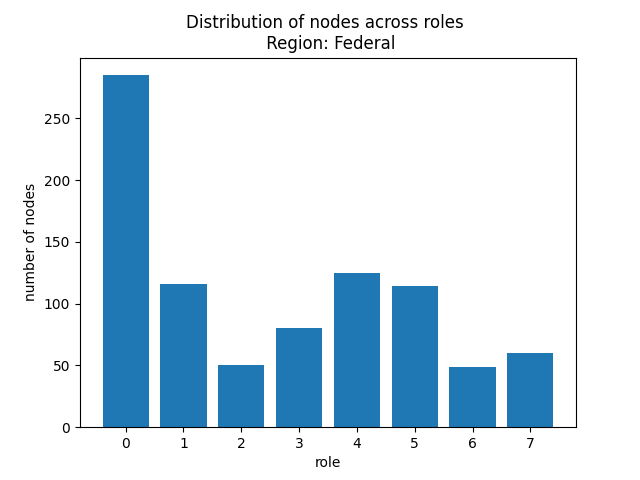 Distribution of nodes across roles
Region: Federal
number of nodes
250
200
150
100
50
0
0 1 2 3 4 5 6 7
role